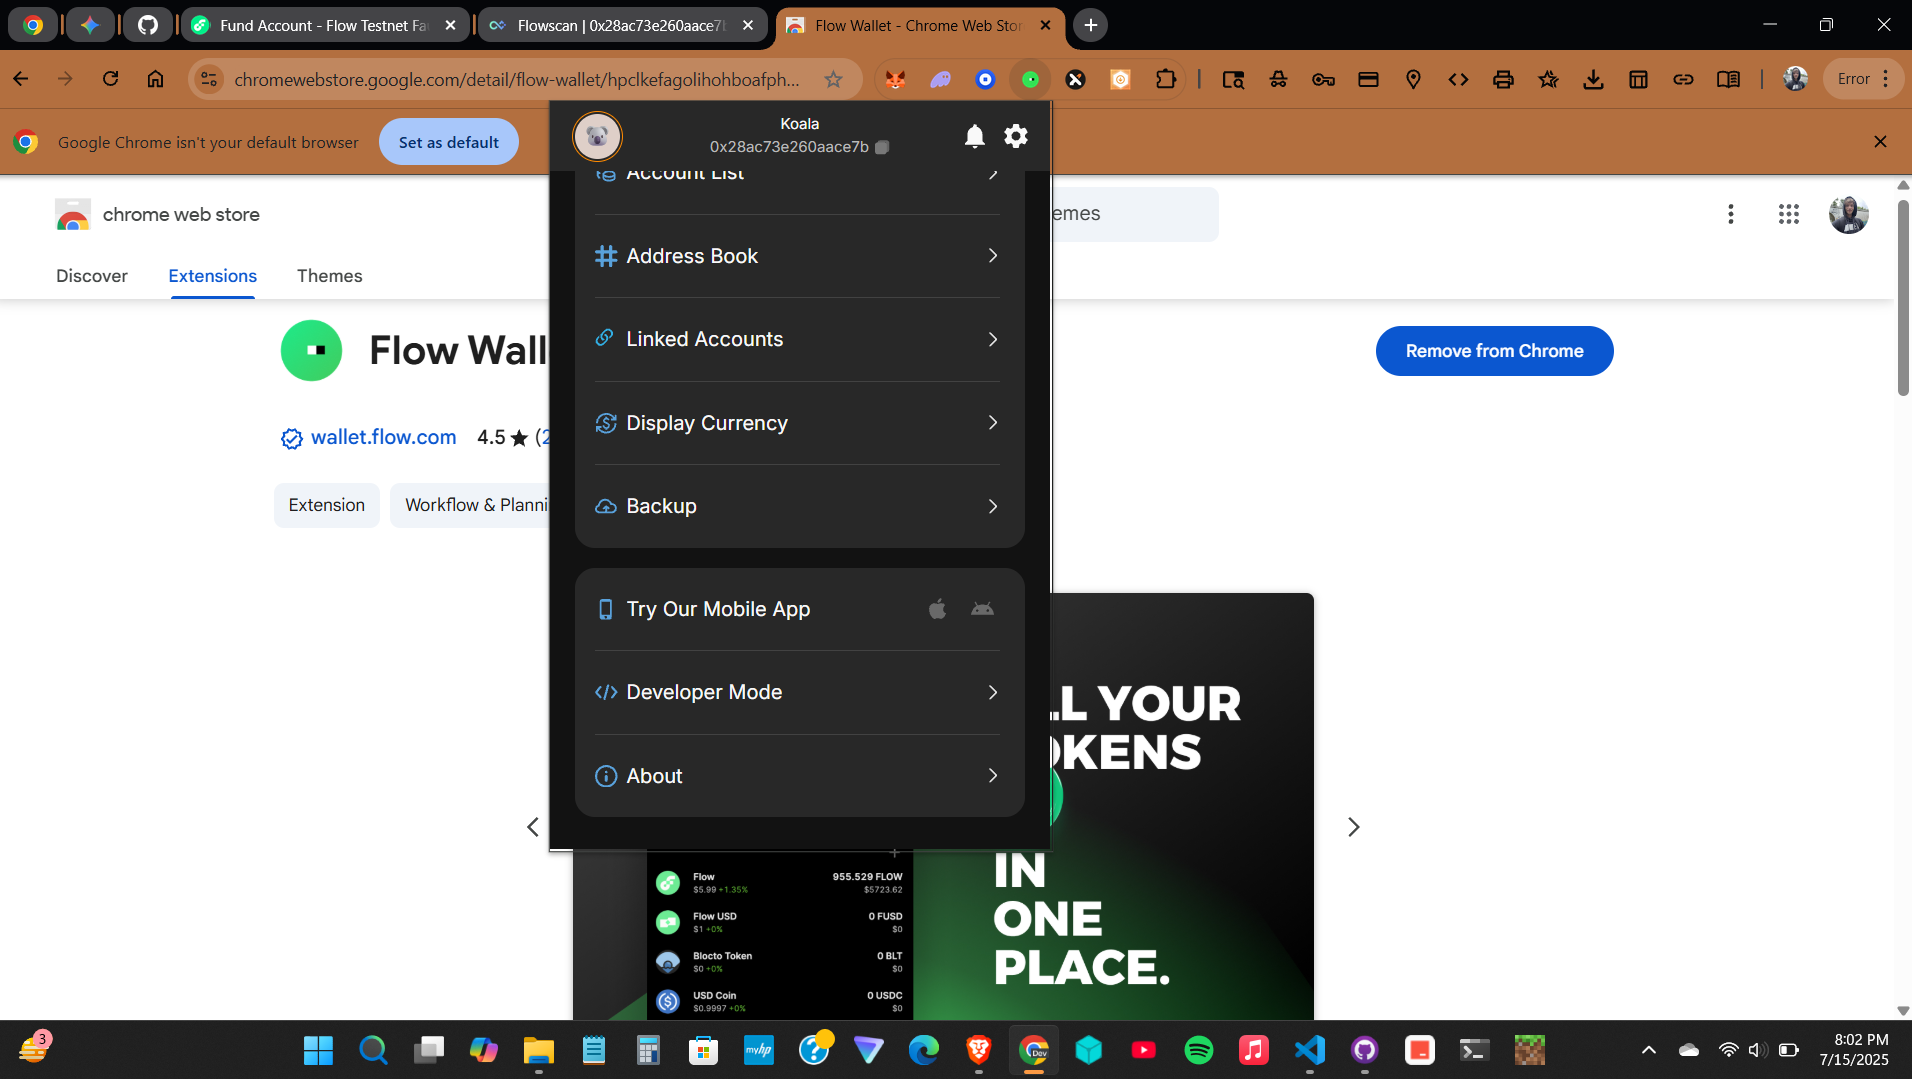 Fund Account - Flow Testnet Fa
Flowscan | 0x28ac73e260aace7
Flow Wallet - Chrome Web Stor
chromewebstore.google.com/detail/flow-wallet/hpclkefagolihohboafph...
Error
Google Chrome isn't your default browser
Set as default
Koala
0x28ac73e260aace7b
chrome web store
emes
Discover
Extensions
Themes
Account List
Address Book
Linked Accounts
Display Currency
Backup
Try Our Mobile App
Developer Mode
About
Flow Wall
Remove from Chrome
wallet.flow.com
4.5 ★ (2
Extension
Workflow & Planni
LL YOUR
OKENS
IN
ONE
PLACE.
Flow
955.529 FLOW
$5.99 +1.35%
$5723.62
Flow USD
0 FUSD
$1 +0%
$0
Blocto Token
0 BLT
$0 +0%
$0
USD Coin
0 USDC
$0.9997 +0%
$0
3
myhp
Dev
8:02 PM
7/15/2025